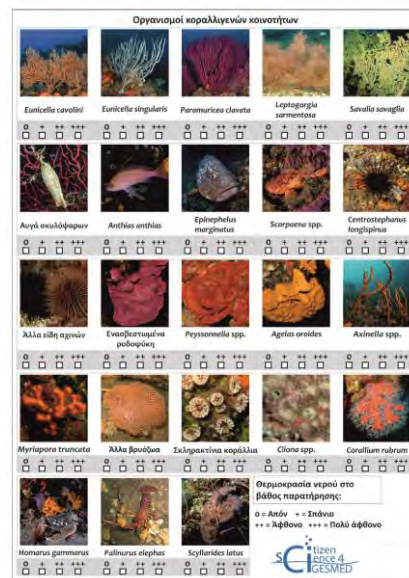 Οργανισμοί κοραλλιγενών κοινοτήτων
Eunicella cavolini
Eunicella singularis
Paramuricea clavata
Leptogorgia
sarmentosa
Savalia savaglia
0 + ++ +++ 0 + ++ +++ 0 + ++ +++ 0 + ++ +++ 0 + ++ +++
Αυγά σκυλόψαρων
Anthias anthias
Epinephelus
marginatus
Scorpaena spp.
Centrostephanus
longispinus
0 + ++ +++ 0 + ++ +++ 0 + ++ +++ 0 + ++ +++ 0 + ++ +++
Άλλα είδη αχινών
Ενασβεστωμένα
ροδοφύκη
Peyssonnelia spp.
Agelas oroides
Axinella spp.
0 + ++ +++ 0 + ++ +++ 0 + ++ +++ 0 + ++ +++ 0 + ++ +++
Myriapora truncata
Άλλα βρυόζωα
Σκληρακτίνια κοράλλια
Cliona spp.
Corallium rubrum
0 + ++ +++ 0 + ++ +++ 0 + ++ +++ 0 + ++ +++ 0 + ++ +++
Homarus gammarus
Palinurus elephas
Scyllarides latus
0 + ++ +++ 0 + ++ +++ 0 + ++ +++
Θερμοκρασία νερού στο
βάθος παρατήρησης:
0 = Απόν + = Σπάνιο
++ = Άφθονο +++ = Πολύ άφθονο
Citizen
Science 4
GESMED